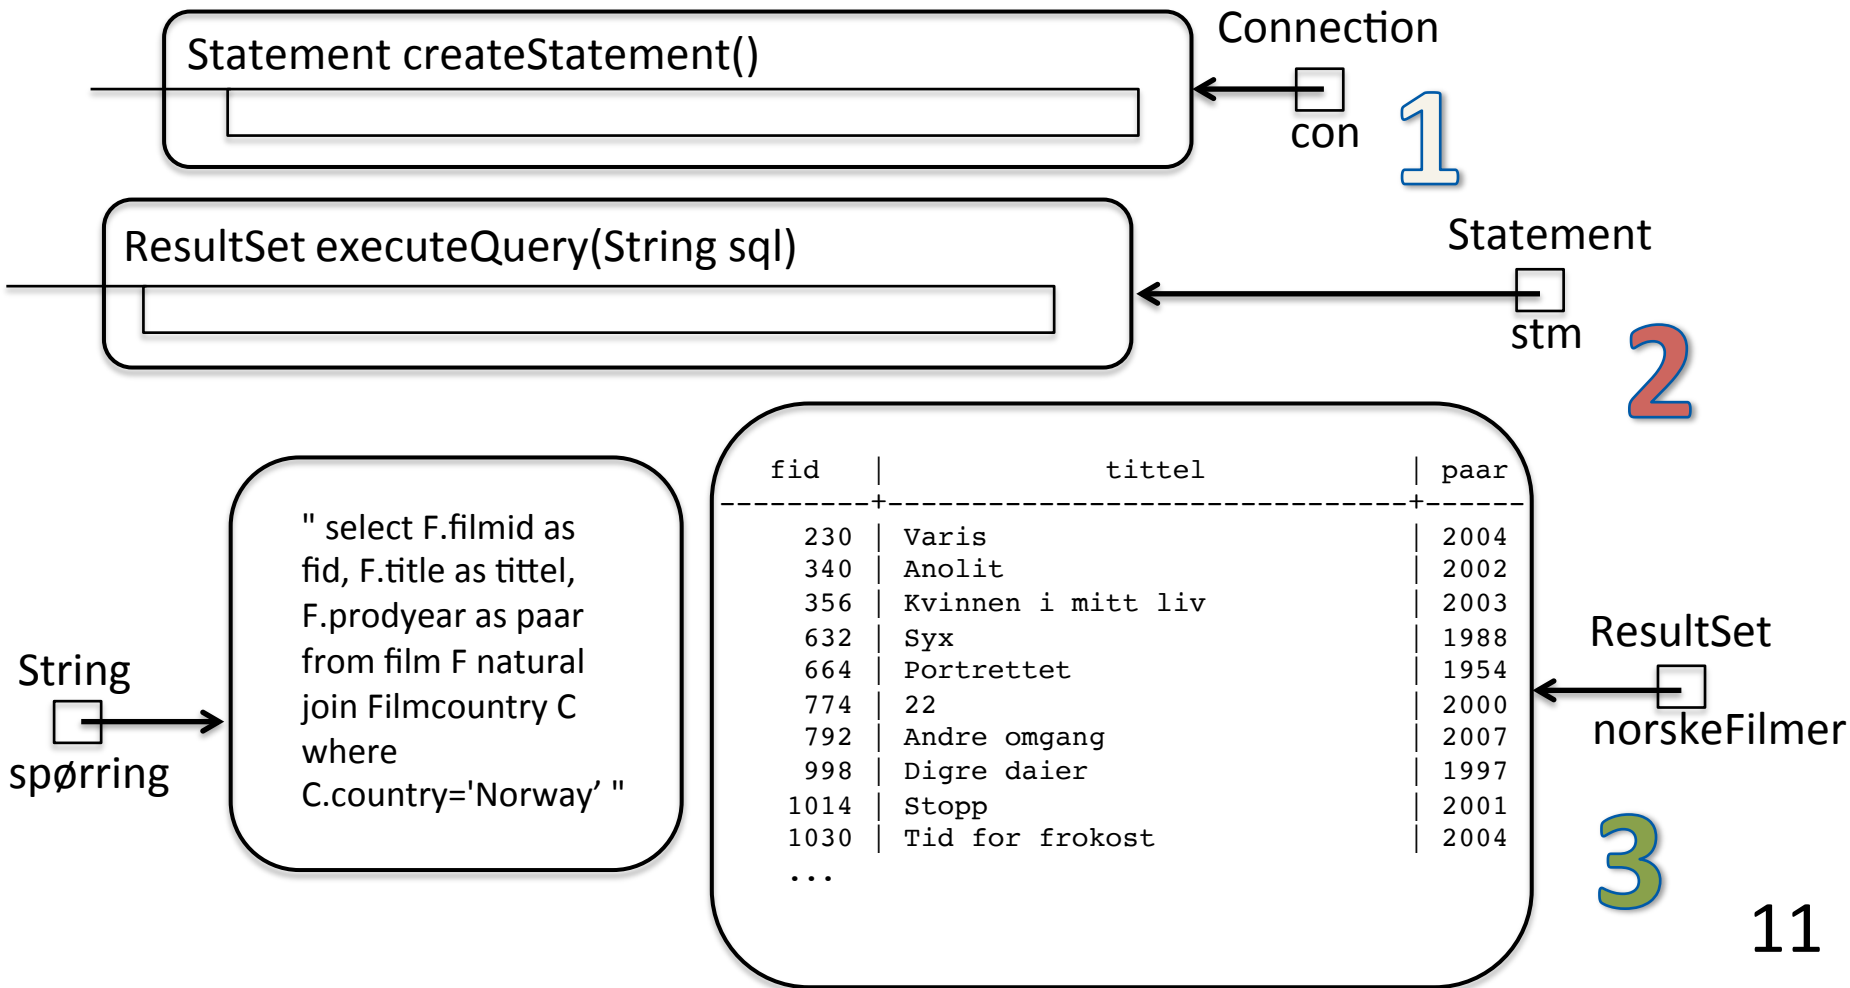 Statement createStatement()
Connection
con
1
ResultSet executeQuery(String sql)
Statement
stm
2
String
spørring
" select F.filmid as
fid, F.title as tittel,
F.prodyear as paar
from film F natural
join Filmcountry C
where
C.country='Norway’ "
fid | tittel | paar
---------+-------------------------------+------
230 | Varis | 2004
340 | Anolit | 2002
356 | Kvinnen i mitt liv | 2003
632 | Syx | 1988
664 | Portrettet | 1954
774 | 22 | 2000
792 | Andre omgang | 2007
998 | Digre daier | 1997
1014 | Stopp | 2001
1030 | Tid for frokost | 2004
...
ResultSet
norskeFilmer
3
11